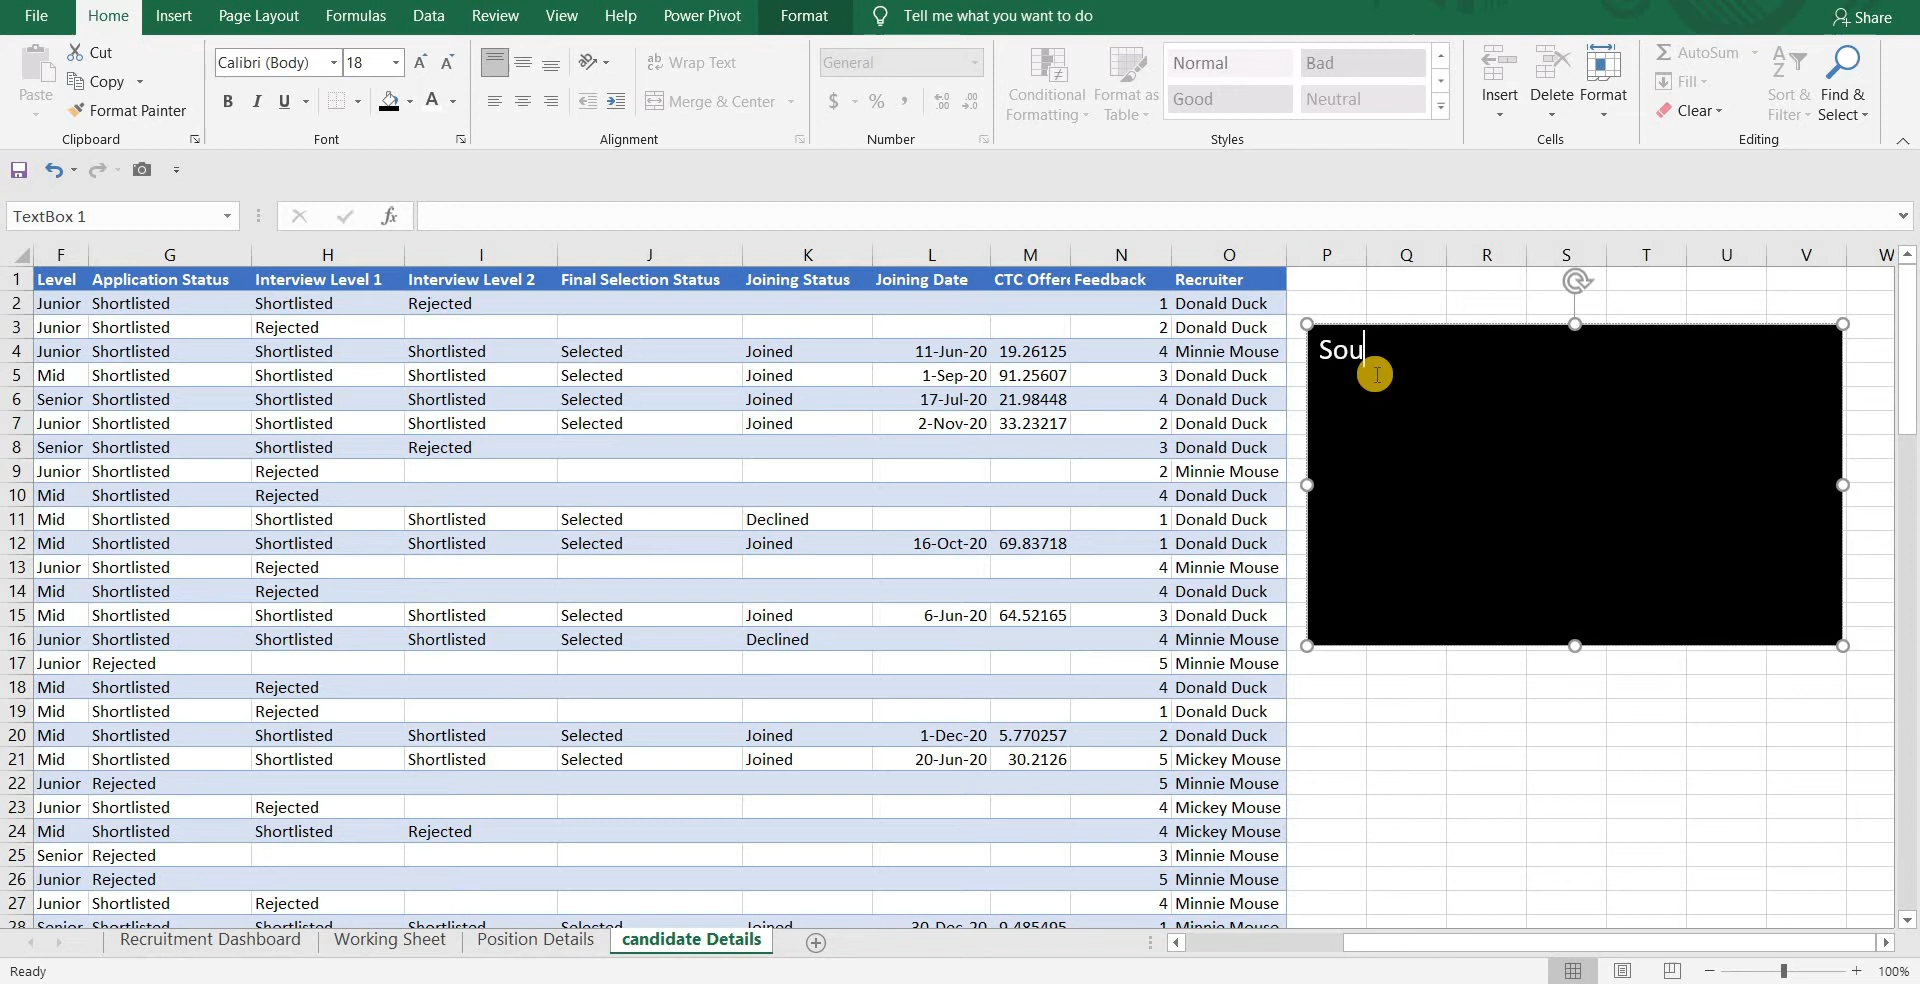 File Home Insert Page Layout Formulas Data Review View Help Power Pivot Format Tell me what you want to do Share
Paste Cut
Copy
Format Painter
Clipboard
Calibri (Body) 18
B I U A
Font
Wrap Text
Merge & Center
Alignment
General
$ % ,
Number
Conditional Formatting
Format as Table
Normal Bad
Good Neutral
Styles
Insert Delete Format
Cells
AutoSum
Fill
Clear
Sort & Filter
Find & Select
Editing
TextBox 1 fx
F G H I J K L M N O P Q R S T U V W
1 Level Application Status Interview Level 1 Interview Level 2 Final Selection Status Joining Status Joining Date CTC Offere Feedback Recruiter
2 Junior Shortlisted Shortlisted Rejected 1 Donald Duck
3 Junior Shortlisted Rejected 2 Donald Duck
4 Junior Shortlisted Shortlisted Shortlisted Selected Joined 11-Jun-20 19.26125 4 Minnie Mouse
5 Mid Shortlisted Shortlisted Shortlisted Selected Joined 1-Sep-20 91.25607 3 Donald Duck
6 Senior Shortlisted Shortlisted Shortlisted Selected Joined 17-Jul-20 21.98448 4 Donald Duck
7 Junior Shortlisted Shortlisted Shortlisted Selected Joined 2-Nov-20 33.23217 2 Donald Duck
8 Senior Shortlisted Shortlisted Rejected 3 Donald Duck
9 Junior Shortlisted Rejected 2 Minnie Mouse
10 Mid Shortlisted Rejected 4 Donald Duck
11 Mid Shortlisted Shortlisted Shortlisted Selected Declined 1 Donald Duck
12 Mid Shortlisted Shortlisted Shortlisted Selected Joined 16-Oct-20 69.83718 1 Donald Duck
13 Junior Shortlisted Rejected 4 Minnie Mouse
14 Mid Shortlisted Rejected 4 Donald Duck
15 Mid Shortlisted Shortlisted Shortlisted Selected Joined 6-Jun-20 64.52165 3 Donald Duck
16 Junior Shortlisted Shortlisted Shortlisted Selected Declined 4 Minnie Mouse
17 Junior Rejected 5 Minnie Mouse
18 Mid Shortlisted Rejected 4 Donald Duck
19 Mid Shortlisted Rejected 1 Donald Duck
20 Mid Shortlisted Shortlisted Shortlisted Selected Joined 1-Dec-20 5.770257 2 Donald Duck
21 Mid Shortlisted Shortlisted Shortlisted Selected Joined 20-Jun-20 30.2126 5 Mickey Mouse
22 Junior Rejected 5 Minnie Mouse
23 Junior Shortlisted Rejected 4 Mickey Mouse
24 Mid Shortlisted Shortlisted Rejected 4 Mickey Mouse
25 Senior Rejected 3 Minnie Mouse
26 Junior Rejected 5 Minnie Mouse
27 Junior Shortlisted Rejected 4 Minnie Mouse
28 Senior Shortlisted Shortlisted Shortlisted Selected Joined 30-Dec-20 9.485495 1 Minnie Mouse
Sou
Recruitment Dashboard Working Sheet Position Details candidate Details
Ready 100%